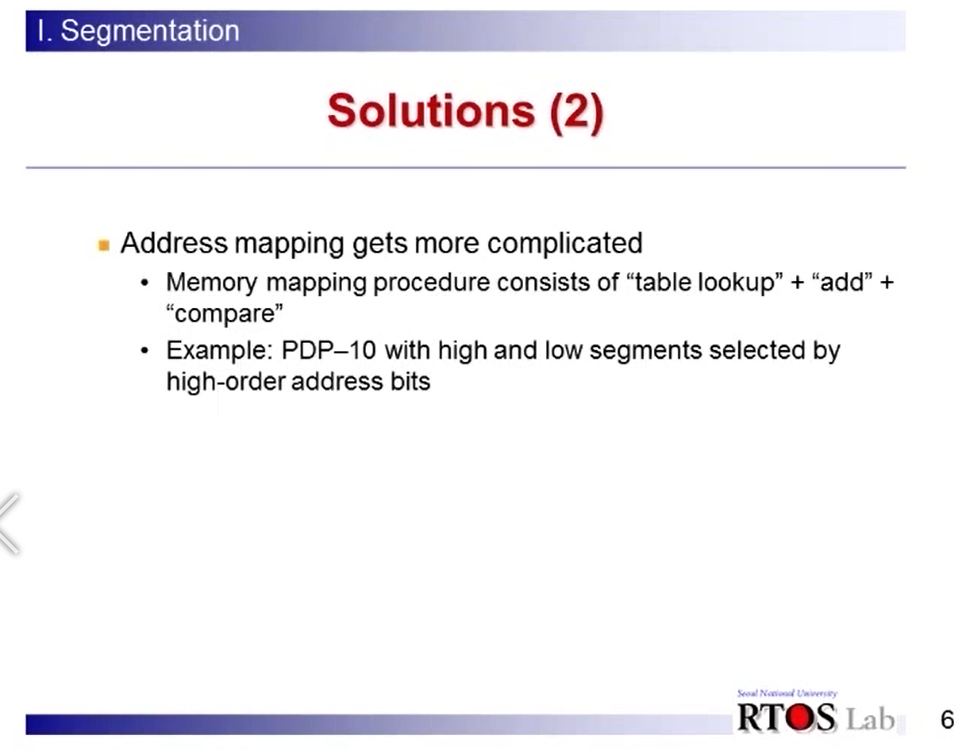 I. Segmentation
Solutions (2)
Address mapping gets more complicated
• Memory mapping procedure consists of “table lookup” + “add” +
“compare”
• Example: PDP–10 with high and low segments selected by
high-order address bits
Seoul National University
RTOS Lab
6